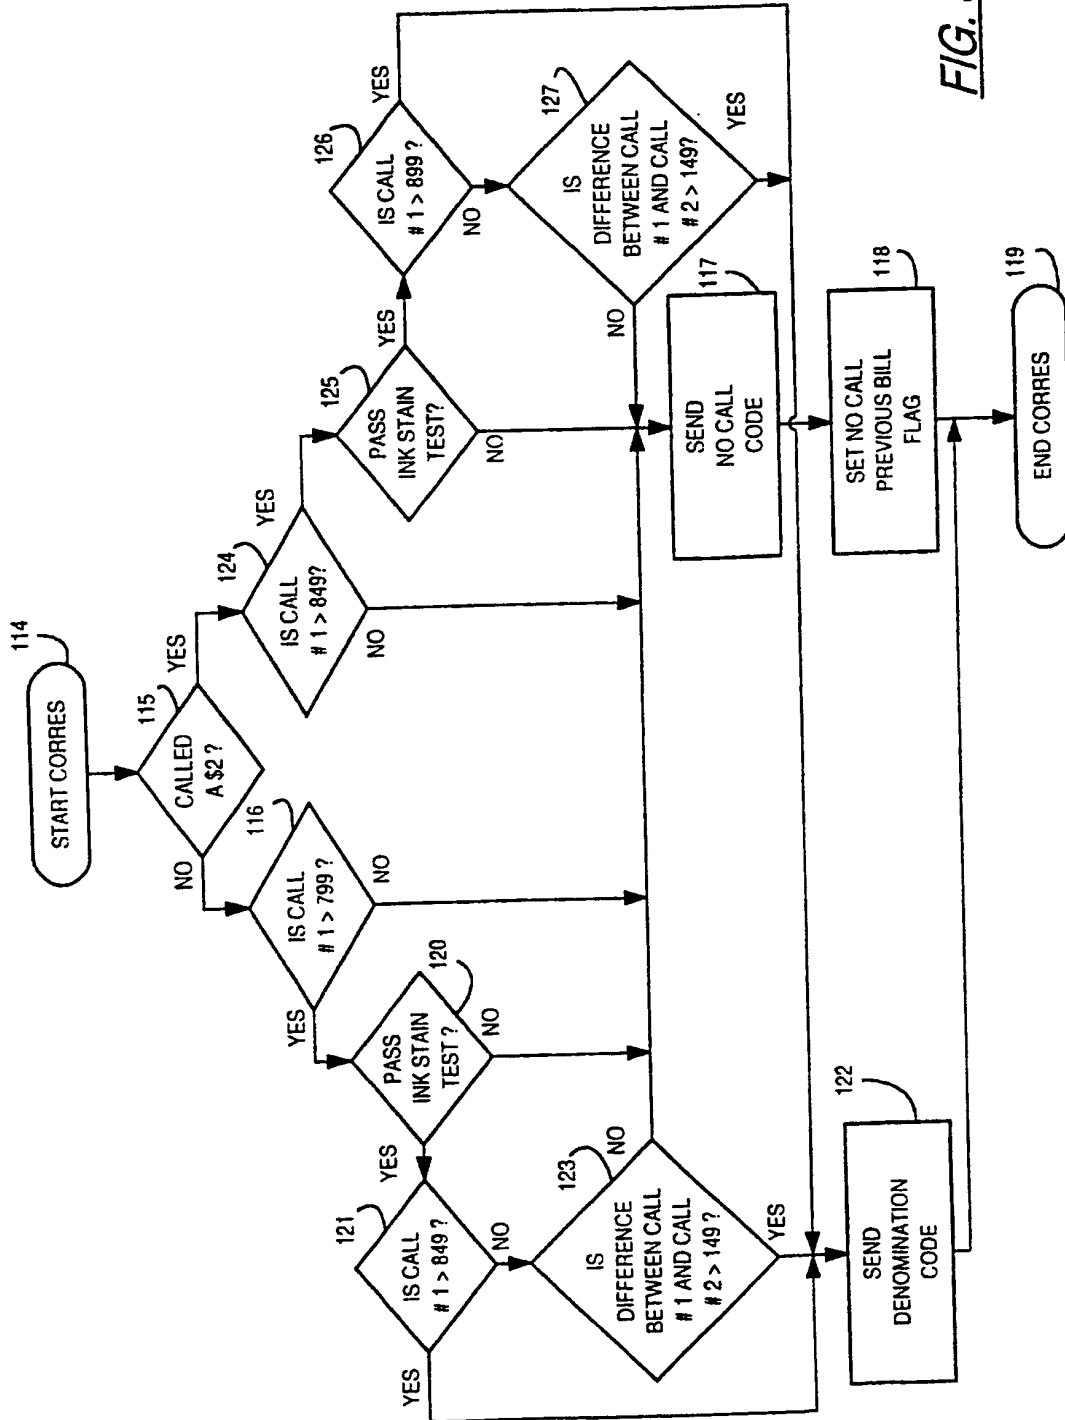 114
START CORRES
115
CALLED
A $2 ?
NO
YES
116
IS CALL
# 1 > 799 ?
YES
NO
124
IS CALL
# 1 > 849?
YES
NO
120
PASS
INK STAIN
TEST ?
YES
NO
125
PASS
INK STAIN
TEST?
YES
NO
121
IS CALL
# 1 > 849 ?
YES
NO
126
IS CALL
# 1 > 899 ?
YES
NO
123
IS
DIFFERENCE
BETWEEN CALL
# 1 AND CALL
# 2 > 149 ?
NO
YES
127
IS
DIFFERENCE
BETWEEN CALL
# 1 AND CALL
# 2 > 149?
NO
YES
117
SEND
NO CALL
CODE
118
SET NO CALL
PREVIOUS BILL
FLAG
122
SEND
DENOMINATION
CODE
119
END CORRES
FIG.